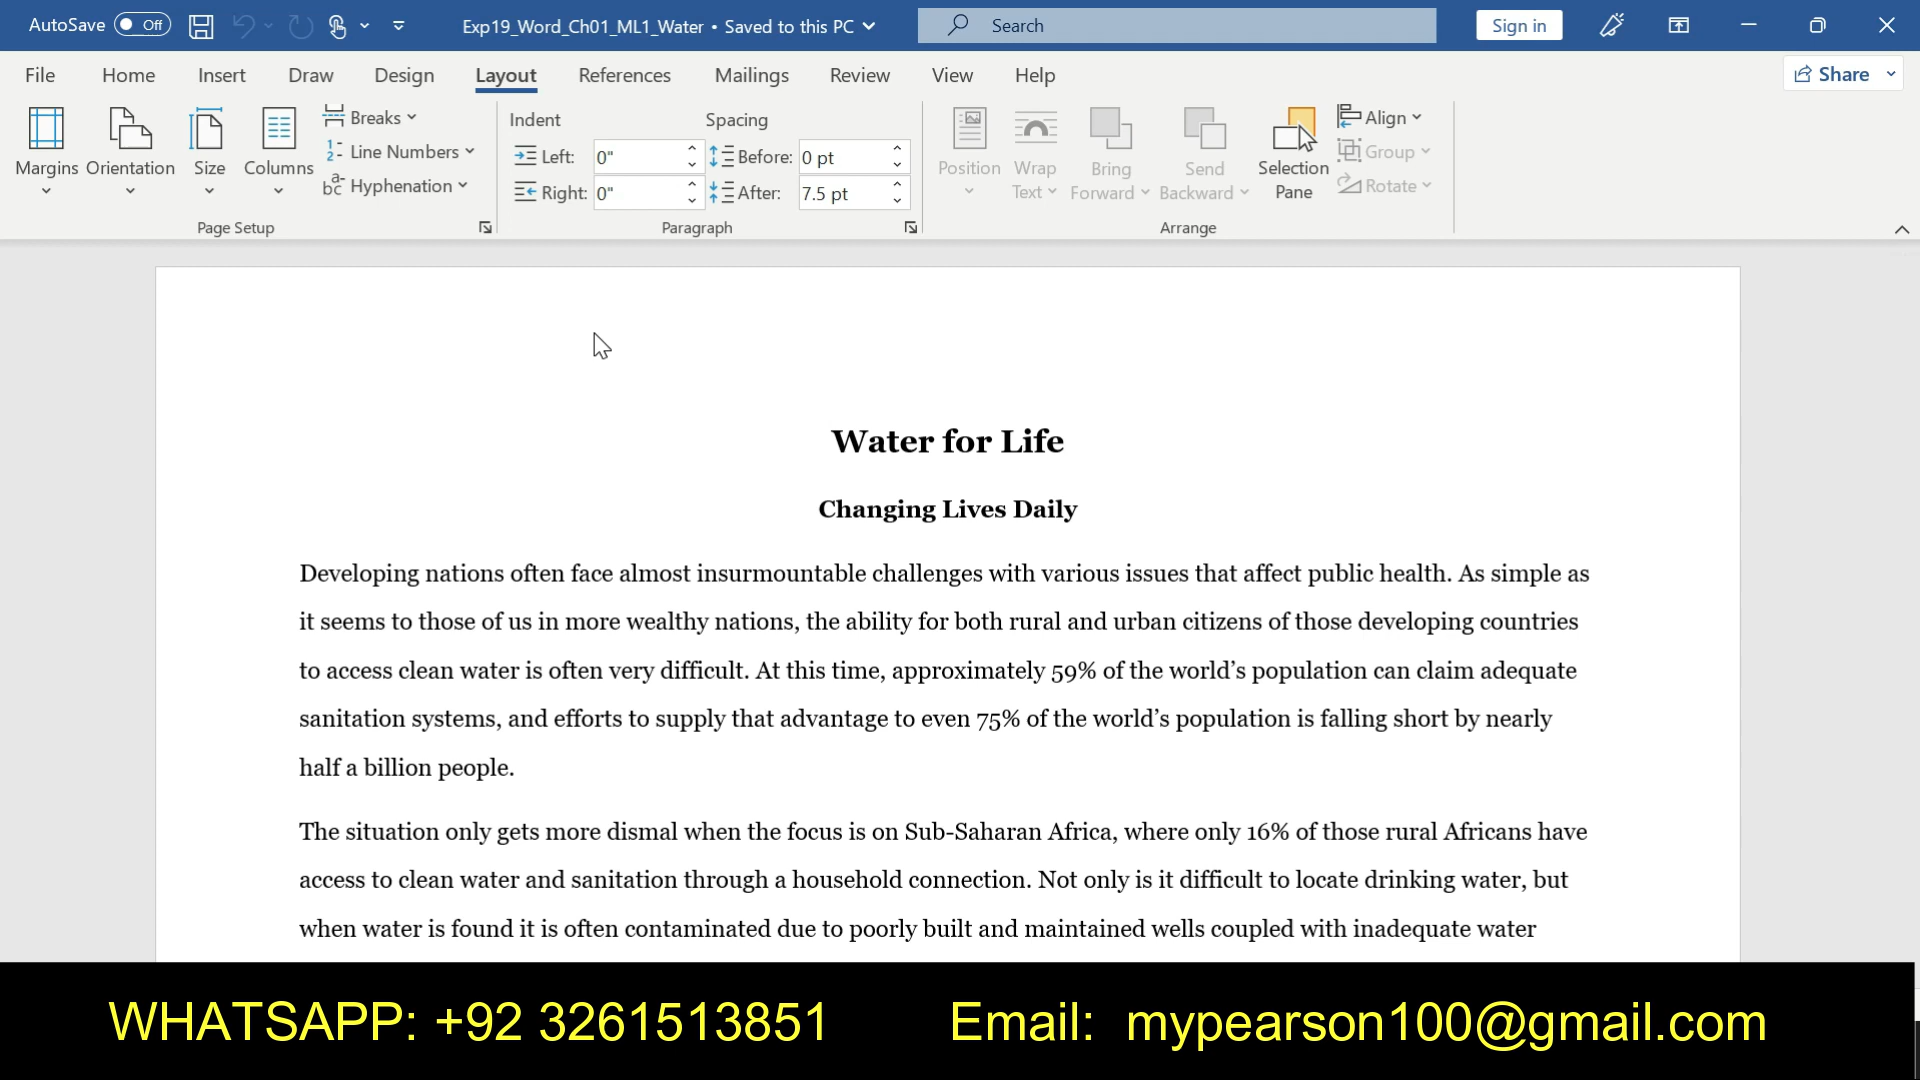 AutoSave Off Exp19_Word_Ch01_ML1_Water • Saved to this PC Search Sign in
File Home Insert Draw Design Layout References Mailings Review View Help Share
Margins Orientation Size Columns
Breaks
Line Numbers
Hyphenation
Page Setup
Indent Spacing
Left: 0" Before: 0 pt
Right: 0" After: 7.5 pt
Paragraph
Position Wrap Text Bring Forward Send Backward Selection Pane
Align
Group
Rotate
Arrange
Water for Life
Changing Lives Daily
Developing nations often face almost insurmountable challenges with various issues that affect public health. As simple as
it seems to those of us in more wealthy nations, the ability for both rural and urban citizens of those developing countries
to access clean water is often very difficult. At this time, approximately 59% of the world’s population can claim adequate
sanitation systems, and efforts to supply that advantage to even 75% of the world’s population is falling short by nearly
half a billion people.
The situation only gets more dismal when the focus is on Sub-Saharan Africa, where only 16% of those rural Africans have
access to clean water and sanitation through a household connection. Not only is it difficult to locate drinking water, but
when water is found it is often contaminated due to poorly built and maintained wells coupled with inadequate water
WHATSAPP: +92 3261513851 Email: mypearson100@gmail.com